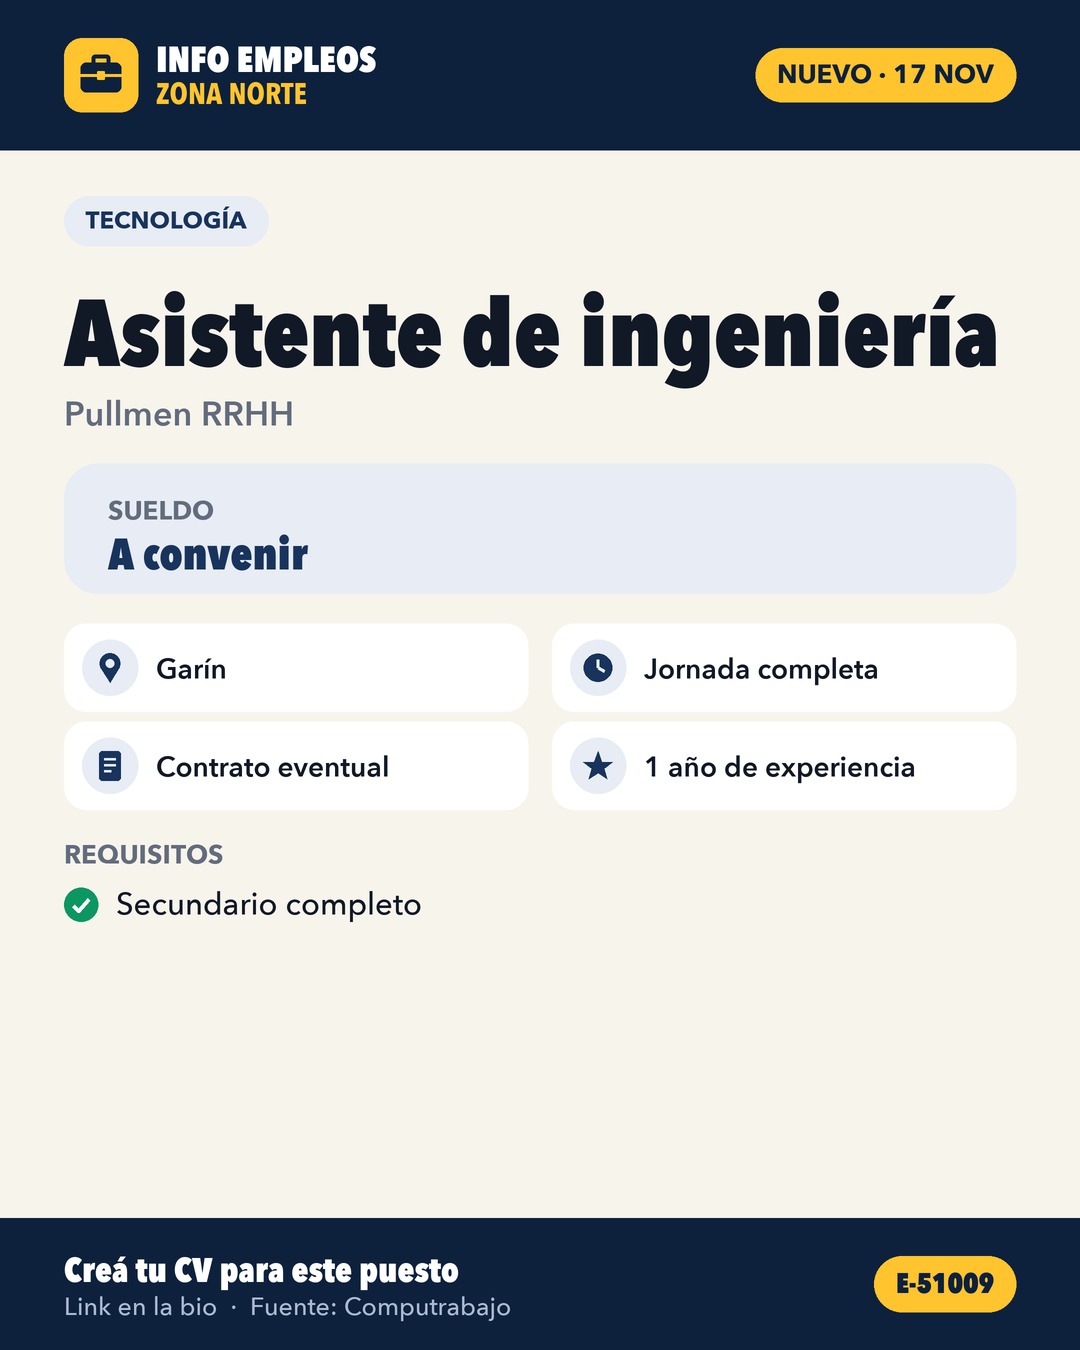 INFO EMPLEOS
ZONA NORTE
NUEVO · 17 NOV
TECNOLOGÍA
Asistente de ingeniería
Pullmen RRHH
SUELDO
A convenir
Garín
Jornada completa
Contrato eventual
1 año de experiencia
REQUISITOS
Secundario completo
Creá tu CV para este puesto
Link en la bio · Fuente: Computrabajo
E-51009